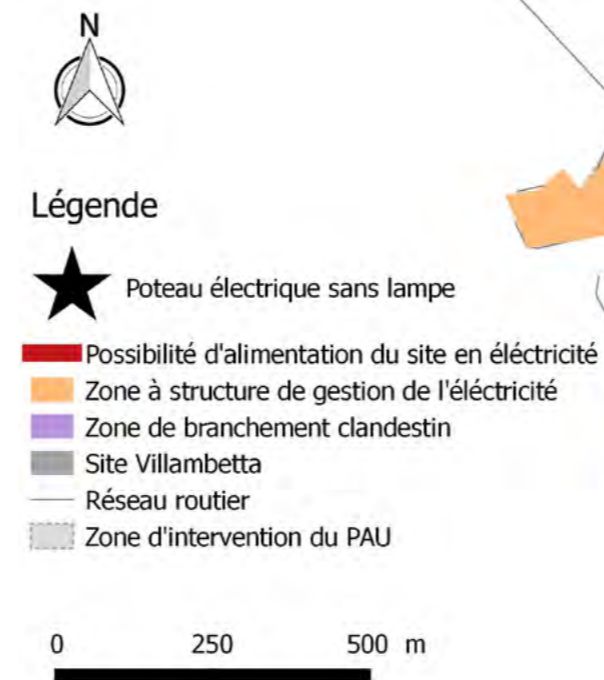 N
Légende
Poteau électrique sans lampe
Possibilité d'alimentation du site en éléctricité
Zone à structure de gestion de l'éléctricité
Zone de branchement clandestin
Site Villambetta
Réseau routier
Zone d'intervention du PAU
0 250 500 m